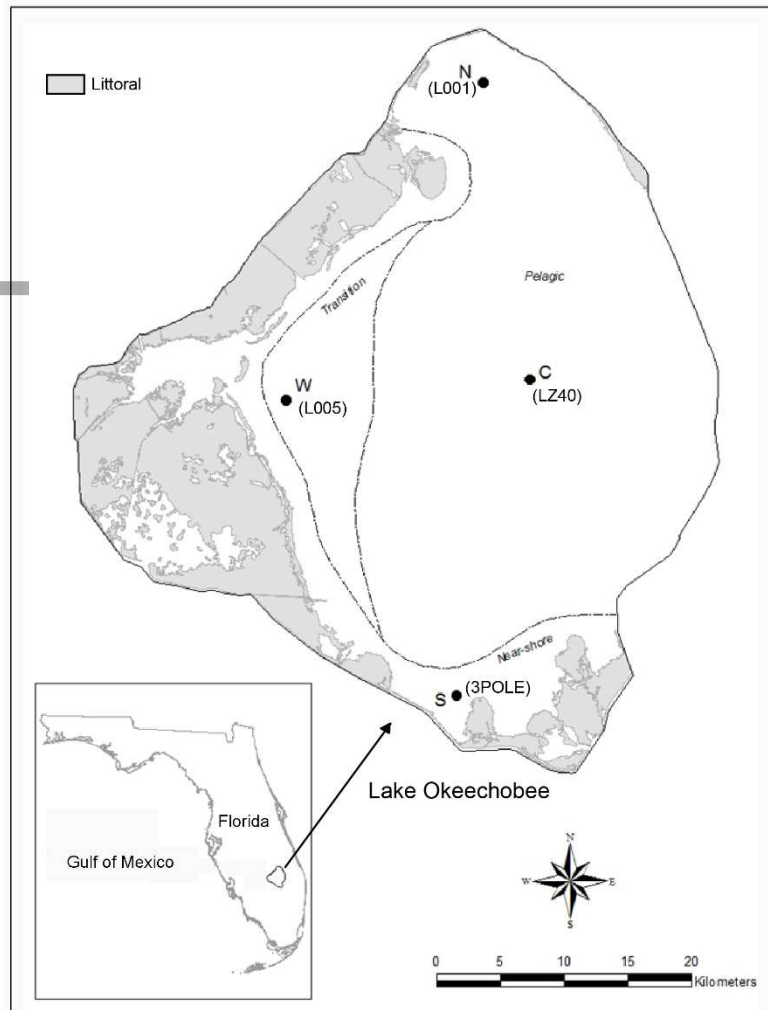 Littoral
N
(L001)
Pelagic
Transition
C
(LZ40)
W
(L005)
Near-shore
S
(3POLE)
Lake Okeechobee
Florida
Gulf of Mexico
N
W
E
S
0 5 10 15 20
Kilometers